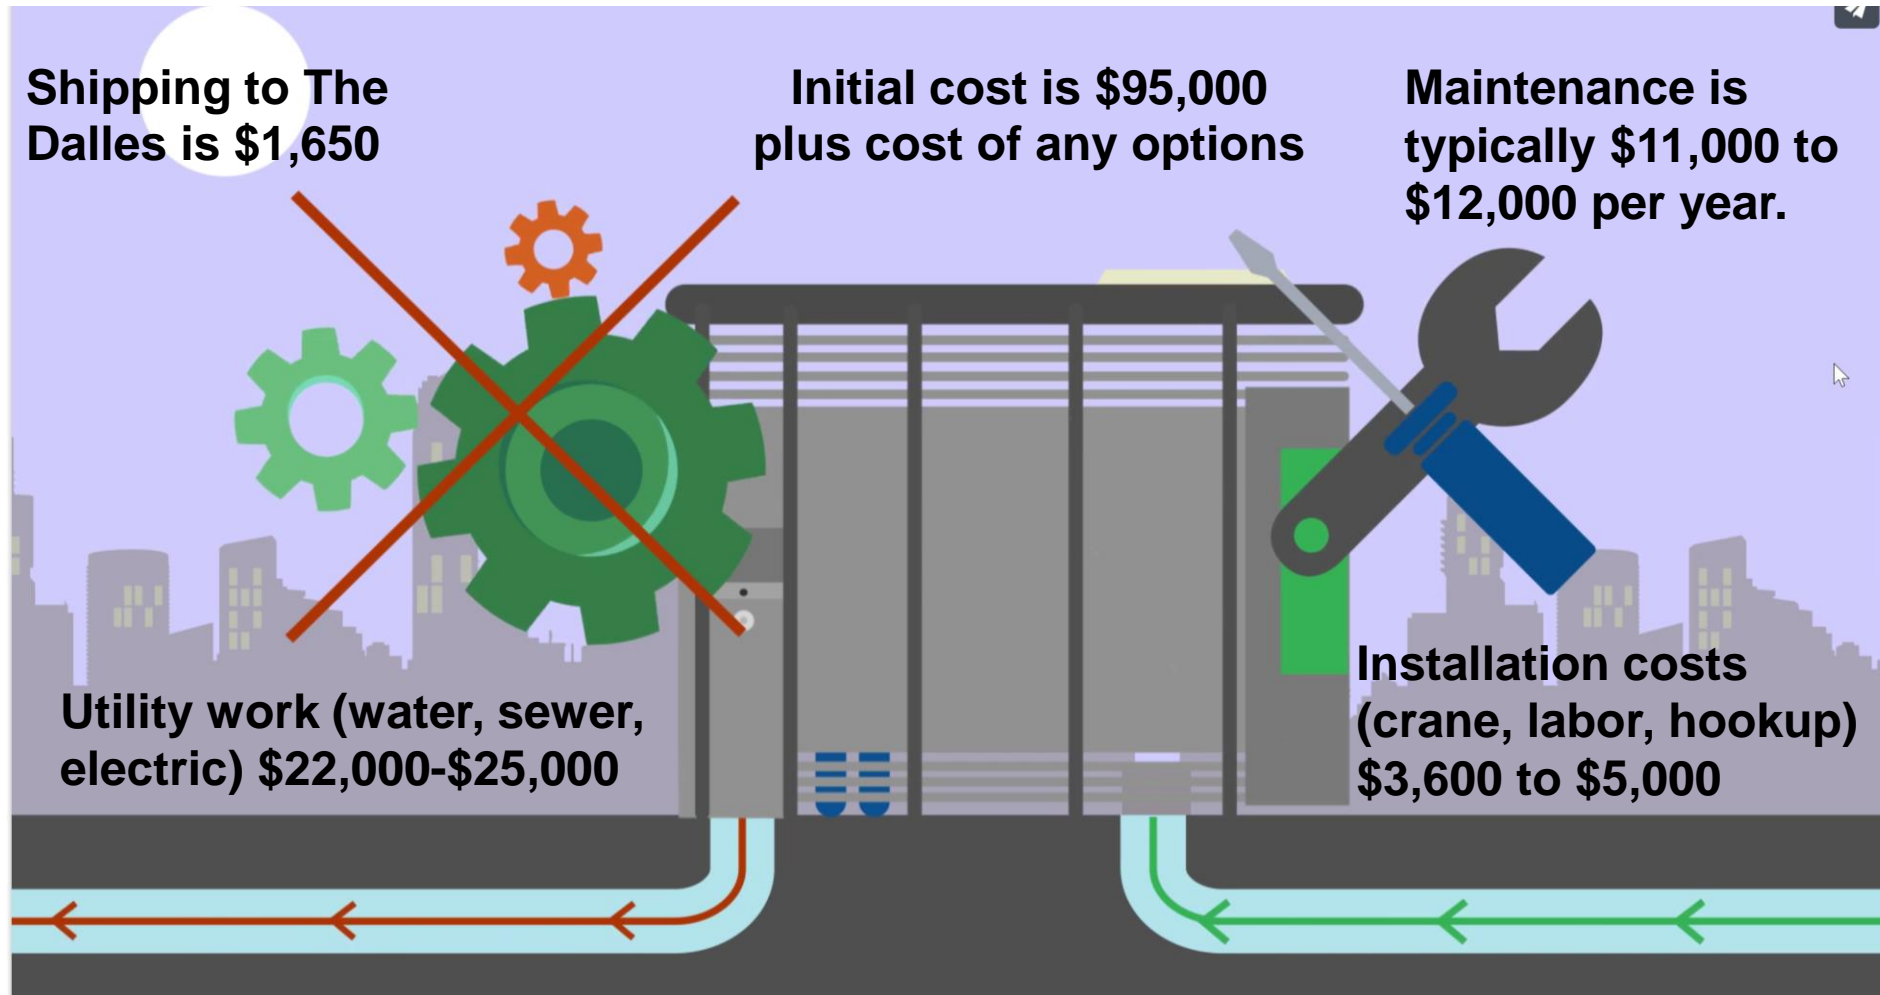 Shipping to The
Dalles is $1,650
Initial cost is $95,000
plus cost of any options
Maintenance is
typically $11,000 to
$12,000 per year.
Utility work (water, sewer,
electric) $22,000-$25,000
Installation costs
(crane, labor, hookup)
$3,600 to $5,000